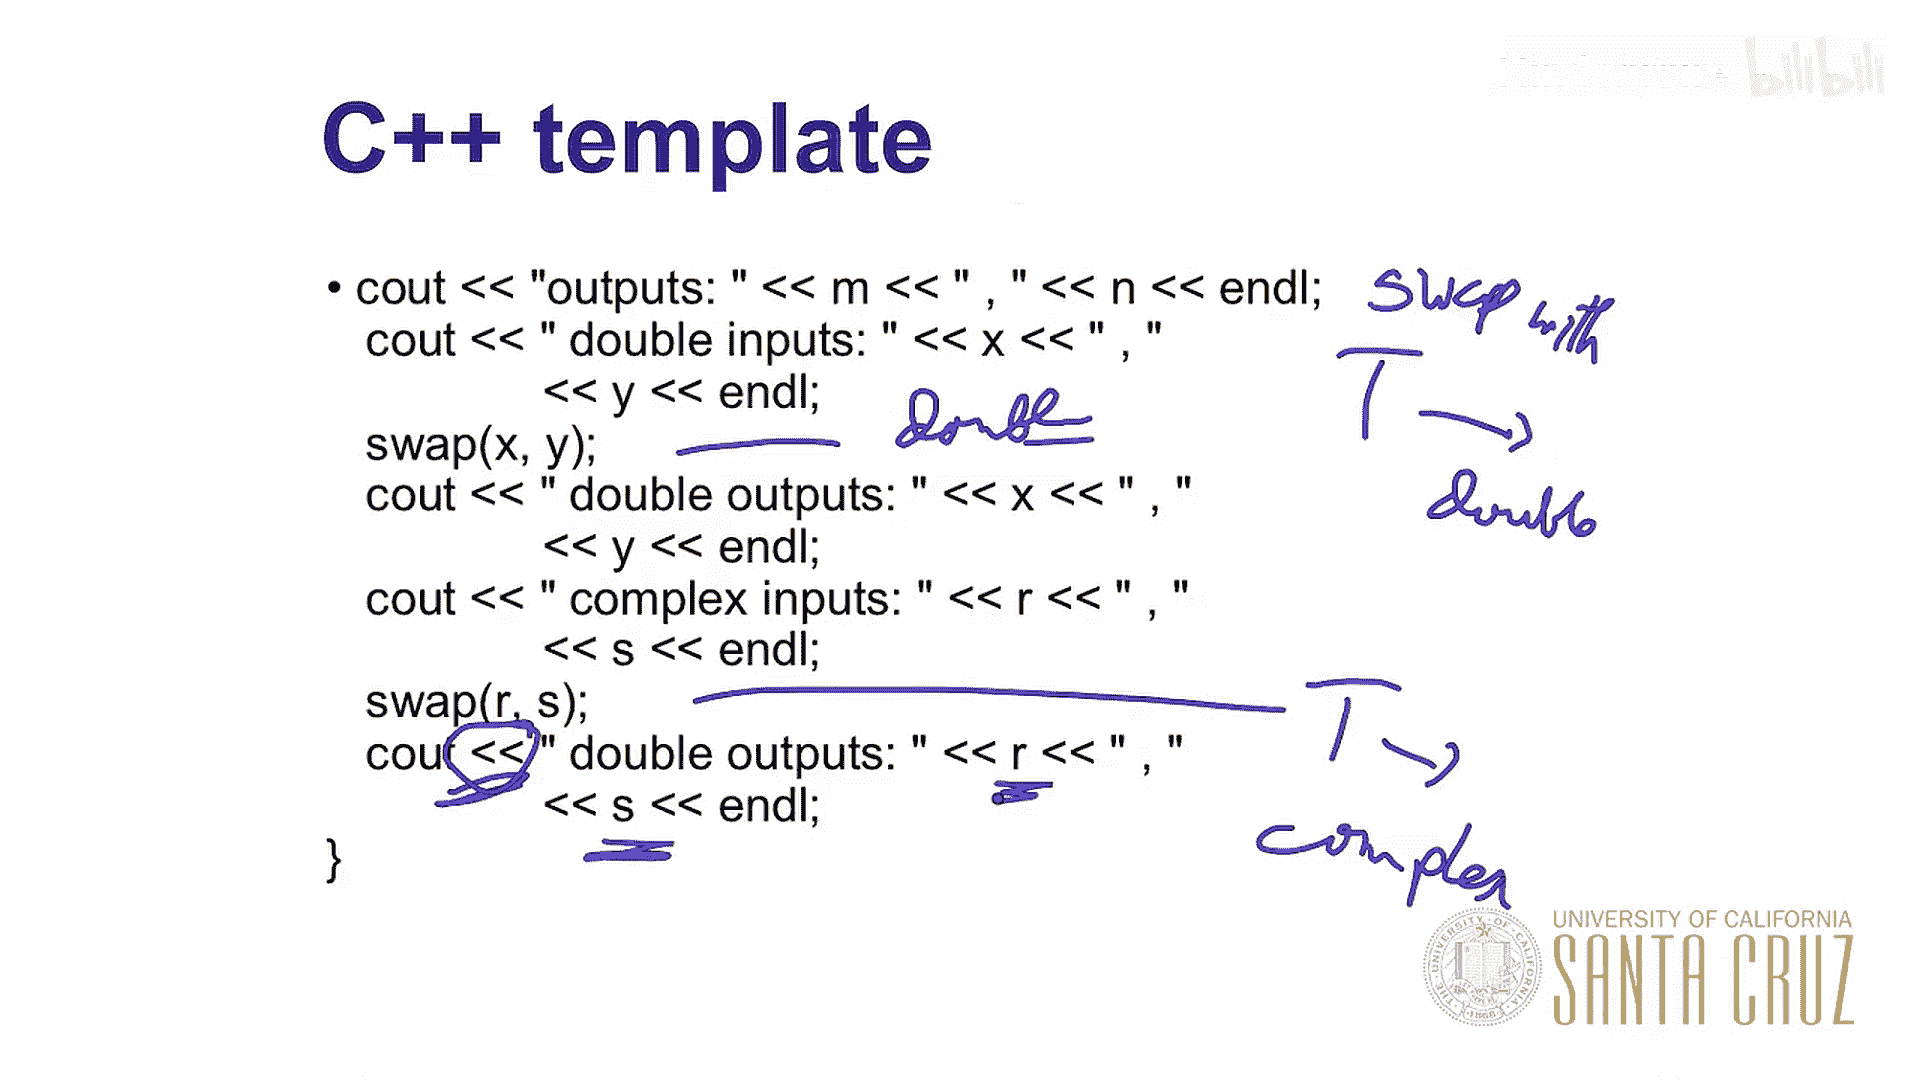 C++ template
• cout << "outputs: " << m << " , " << n << endl;
cout << " double inputs: " << x << " , "
<< y << endl;
swap(x, y);
cout << " double outputs: " << x << " , "
<< y << endl;
cout << " complex inputs: " << r << " , "
<< s << endl;
swap(r, s);
cout << " double outputs: " << r << " , "
<< s << endl;
}
swap with
T
double
double
T
complex
bilibili
UNIVERSITY OF CALIFORNIA
SANTA CRUZ